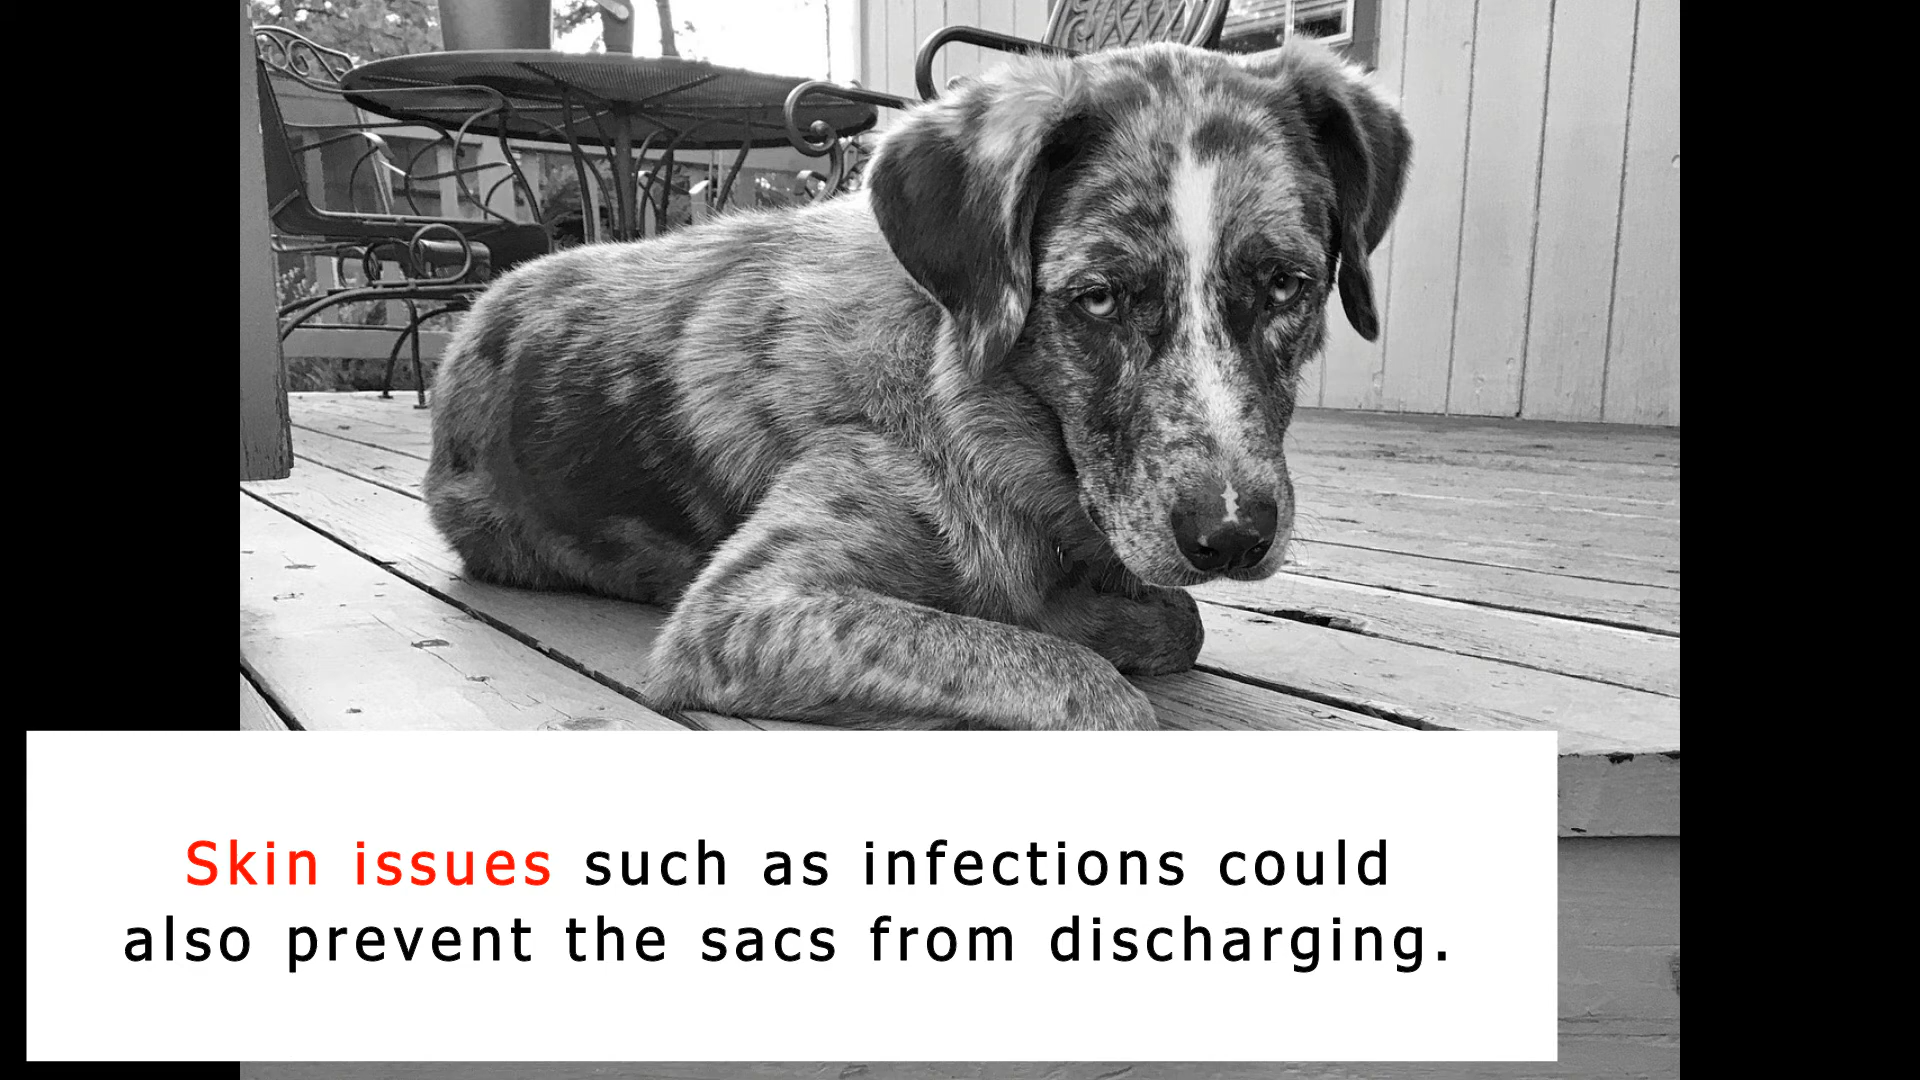 Skin issues such as infections could
also prevent the sacs from discharging.